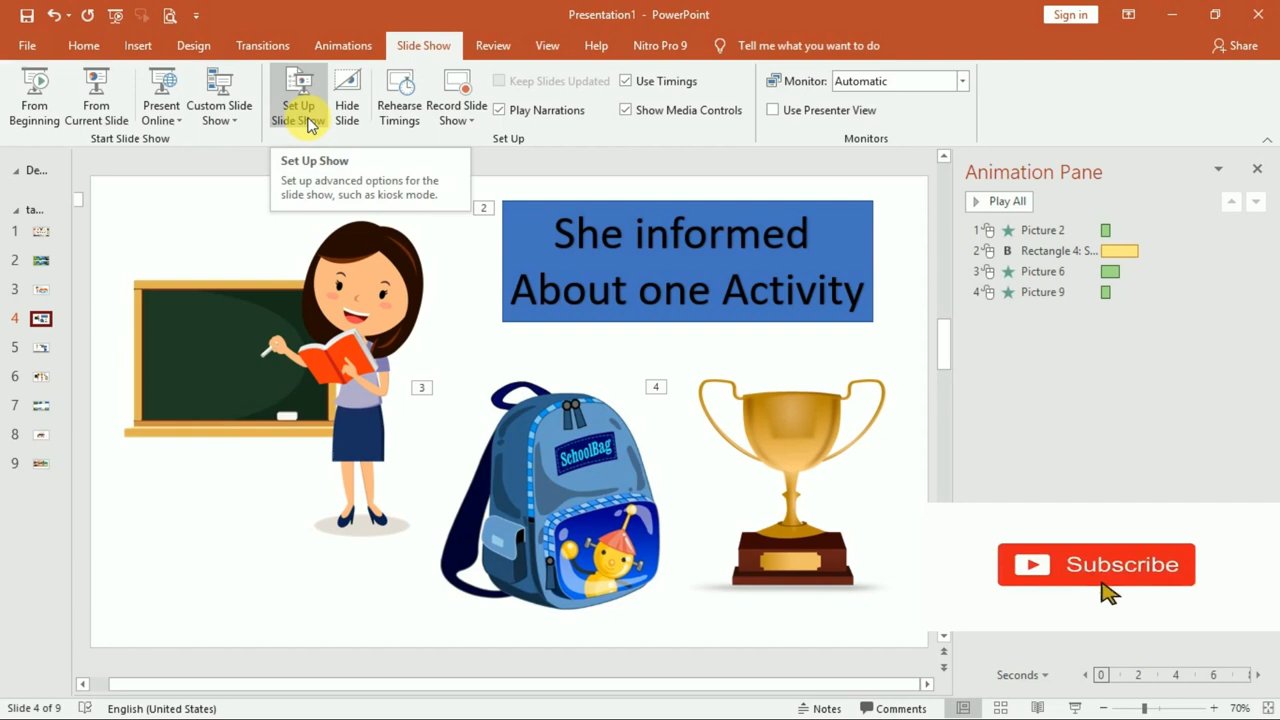 Presentation1 - PowerPoint
Sign in
File Home Insert Design Transitions Animations Slide Show Review View Help Nitro Pro 9 Tell me what you want to do Share
From Beginning
From Current Slide
Present Online
Custom Slide Show
Set Up Slide Show
Hide Slide
Rehearse Timings
Record Slide Show
Keep Slides Updated
Play Narrations
Use Timings
Show Media Controls
Monitor: Automatic
Use Presenter View
Start Slide Show
Set Up
Monitors
Set Up Show
Set up advanced options for the
slide show, such as kiosk mode.
De...
ta...
1
2
3
4
5
6
7
8
9
2
She informed
About one Activity
3
4
SchoolBag
Animation Pane
Play All
1 Picture 2
2 B Rectangle 4: S...
3 Picture 6
4 Picture 9
Subscribe
Seconds 0 2 4 6
Slide 4 of 9 English (United States) Notes Comments 70%